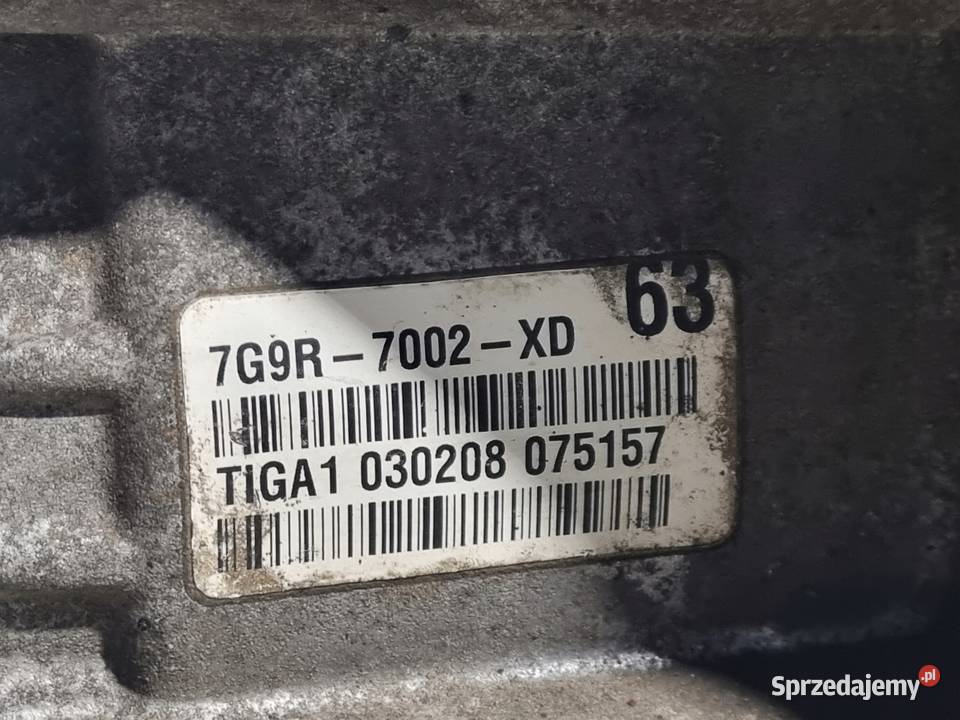 63
7G9R-7002-XD
TIGA1 030208 075157
Sprzedajemy.pl